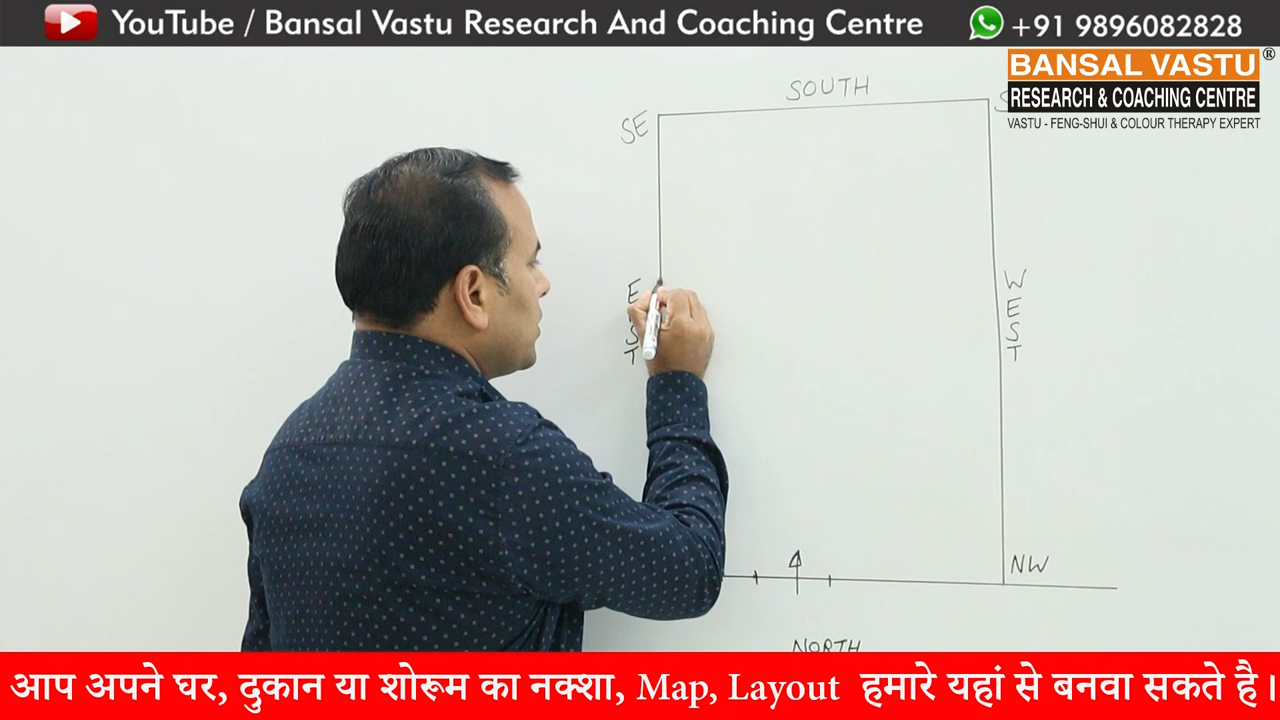 YouTube / Bansal Vastu Research And Coaching Centre
+91 9896082828
BANSAL VASTU®
RESEARCH & COACHING CENTRE
VASTU - FENG-SHUI & COLOUR THERAPY EXPERT
SOUTH
SE
WEST
NW
NORTH
आप अपने घर, दुकान या शोरूम का नक्शा, Map, Layout हमारे यहां से बनवा सकते है।